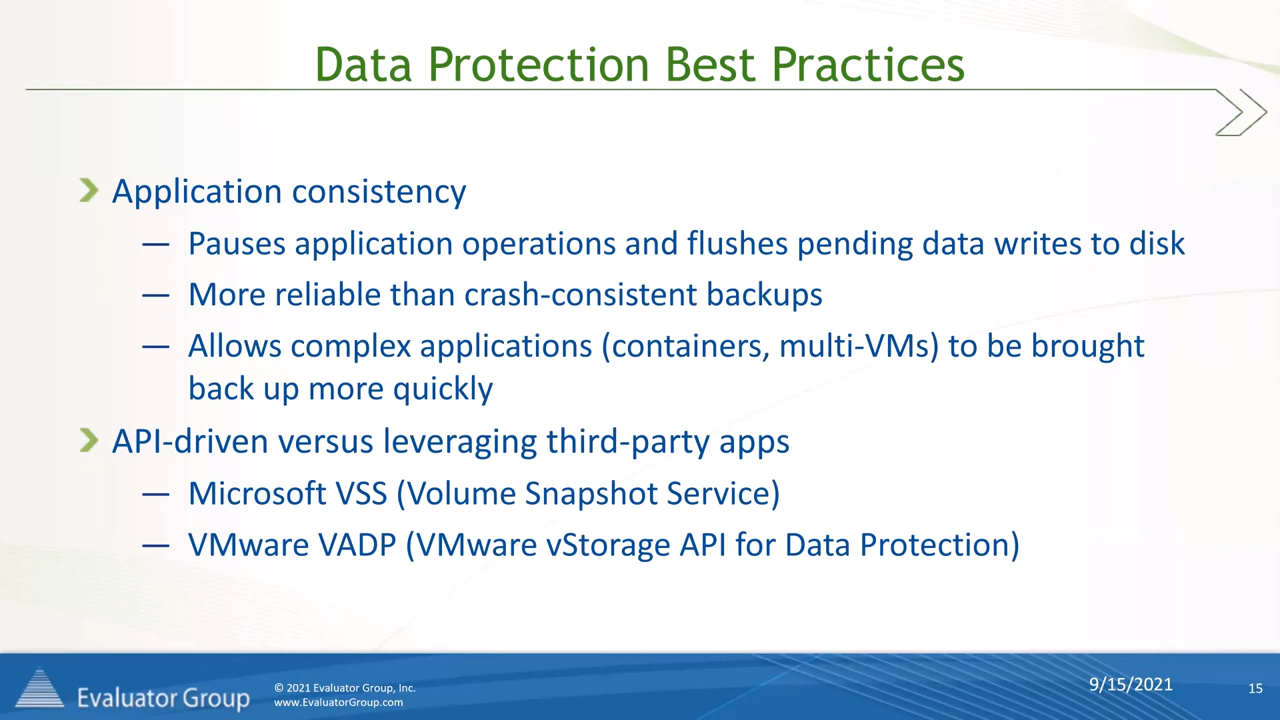 Data Protection Best Practices
Application consistency
— Pauses application operations and flushes pending data writes to disk
— More reliable than crash-consistent backups
— Allows complex applications (containers, multi-VMs) to be brought
back up more quickly
API-driven versus leveraging third-party apps
— Microsoft VSS (Volume Snapshot Service)
— VMware VADP (VMware vStorage API for Data Protection)
Evaluator Group
© 2021 Evaluator Group, Inc.
www.EvaluatorGroup.com
9/15/2021
15